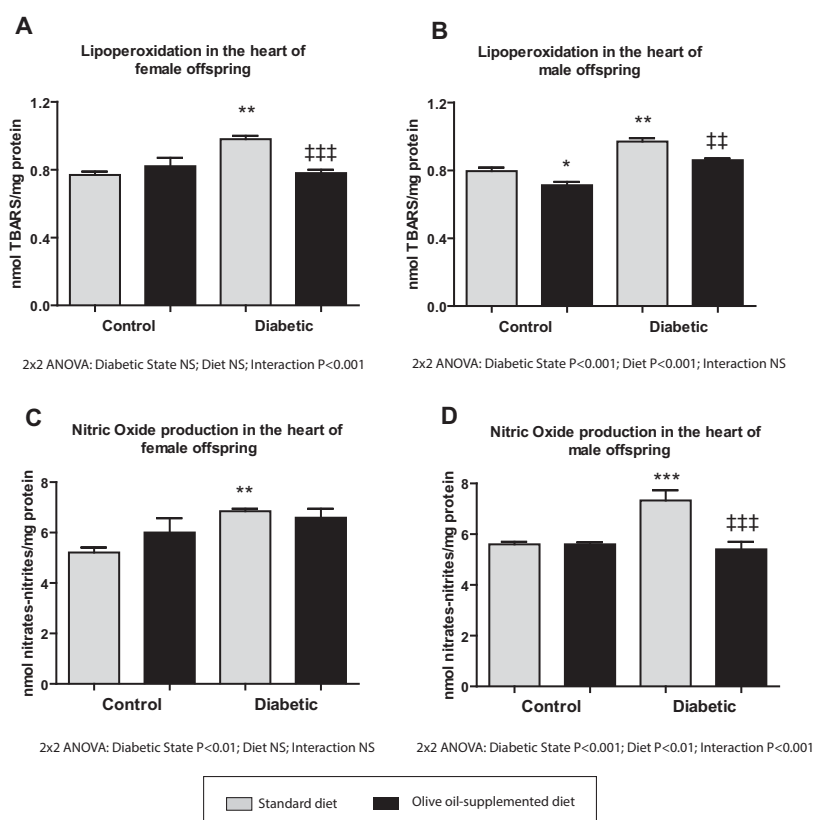 A
Lipoperoxidation in the heart of
female offspring
nmol TBARS/mg protein
1.2
0.8
0.4
0.0
**
‡‡‡
Control
Diabetic
2x2 ANOVA: Diabetic State NS; Diet NS; Interaction P<0.001
B
Lipoperoxidation in the heart of
male offspring
nmol TBARS/mg protein
1.2
0.8
0.4
0.0
*
**
‡‡
Control
Diabetic
2x2 ANOVA: Diabetic State P<0.001; Diet P<0.001; Interaction NS
C
Nitric Oxide production in the heart of
female offspring
nmol nitrates-nitrites/mg protein
8
6
4
2
0
**
Control
Diabetic
2x2 ANOVA: Diabetic State P<0.01; Diet NS; Interaction NS
D
Nitric Oxide production in the heart of
male offspring
nmol nitrates-nitrites/mg protein
8
6
4
2
0
***
‡‡‡
Control
Diabetic
2x2 ANOVA: Diabetic State P<0.001; Diet P<0.01; Interaction P<0.001
Standard diet
Olive oil-supplemented diet